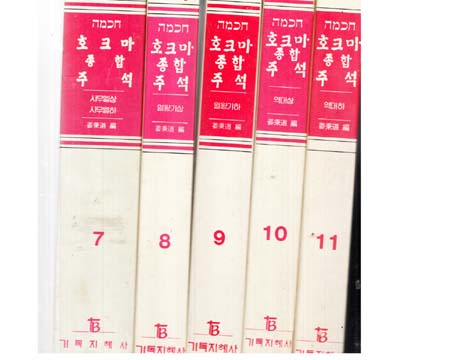 חכמה
호크마
종합
주석
사무엘상
사무엘하
姜秉道 編
7
기독지혜사
חכמה
호크마
종합
주석
열왕기상
姜秉道 編
8
기독지혜사
חכמה
호크마
종합
주석
열왕기하
姜秉道 編
9
기독지혜사
חכמה
호크마
종합
주석
역대상
姜秉道 編
10
기독지혜사
חכמה
호크마
종합
주석
역대하
姜秉道 編
11
기독지혜사